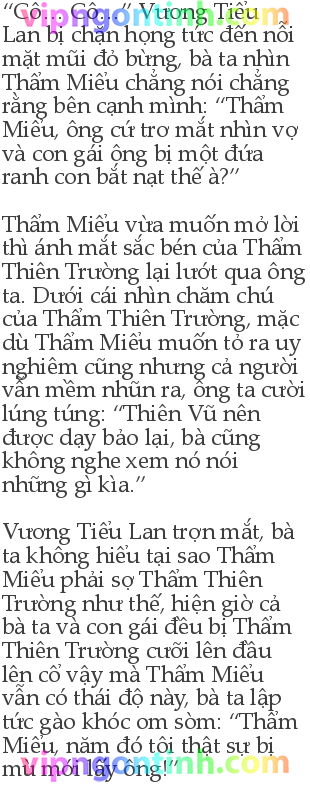 “Cô... Cô...” Vương Tiểu
Lan bị chặn họng tức đến nỗi
mặt mũi đỏ bừng, bà ta nhìn
Thẩm Miểu chẳng nói chẳng
rằng bên cạnh mình: “Thẩm
Miểu, ông cứ trơ mắt nhìn vợ
và con gái ông bị một đứa
ranh con bắt nạt thế à?”

Thẩm Miểu vừa muốn mở lời
thì ánh mắt sắc bén của Thẩm
Thiên Trường lại lướt qua ông
ta. Dưới cái nhìn chăm chú
của Thẩm Thiên Trường, mặc
dù Thẩm Miểu muốn tỏ ra uy
nghiêm cũng nhưng cả người
vẫn mềm nhũn ra, ông ta cười
lúng túng: “Thiên Vũ nên
được dạy bảo lại, bà cũng
không nghe xem nó nói
những gì kìa.”

Vương Tiểu Lan trợn mắt, bà
ta không hiểu tại sao Thẩm
Miểu phải sợ Thẩm Thiên
Trường như thế, hiện giờ cả
bà ta và con gái đều bị Thẩm
Thiên Trường cưỡi lên đầu
lên cổ vậy mà Thẩm Miểu
vẫn có thái độ này, bà ta lập
tức gào khóc om sòm: “Thẩm
Miểu, năm đó tôi thật sự bị
mù mới lấy ông!”
vipngontinh.com
vipngontinh.com